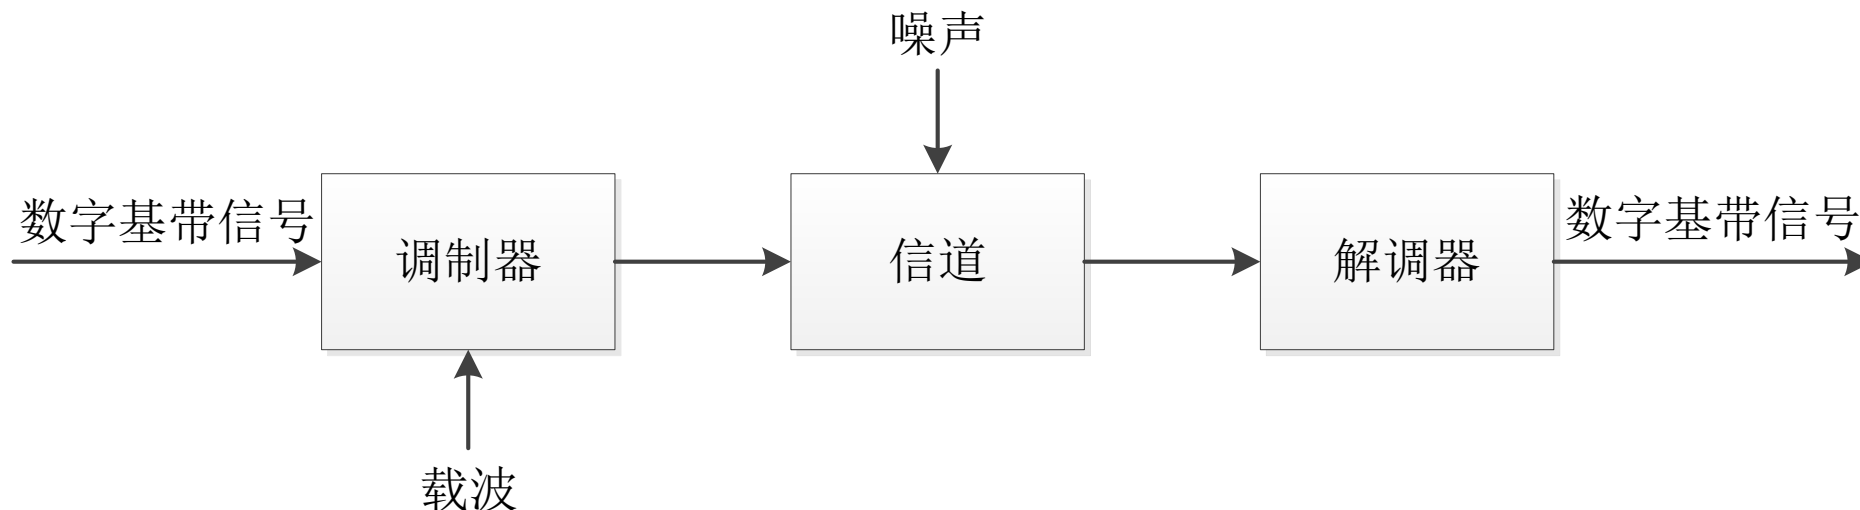 噪声
数字基带信号
调制器
信道
解调器
数字基带信号
载波